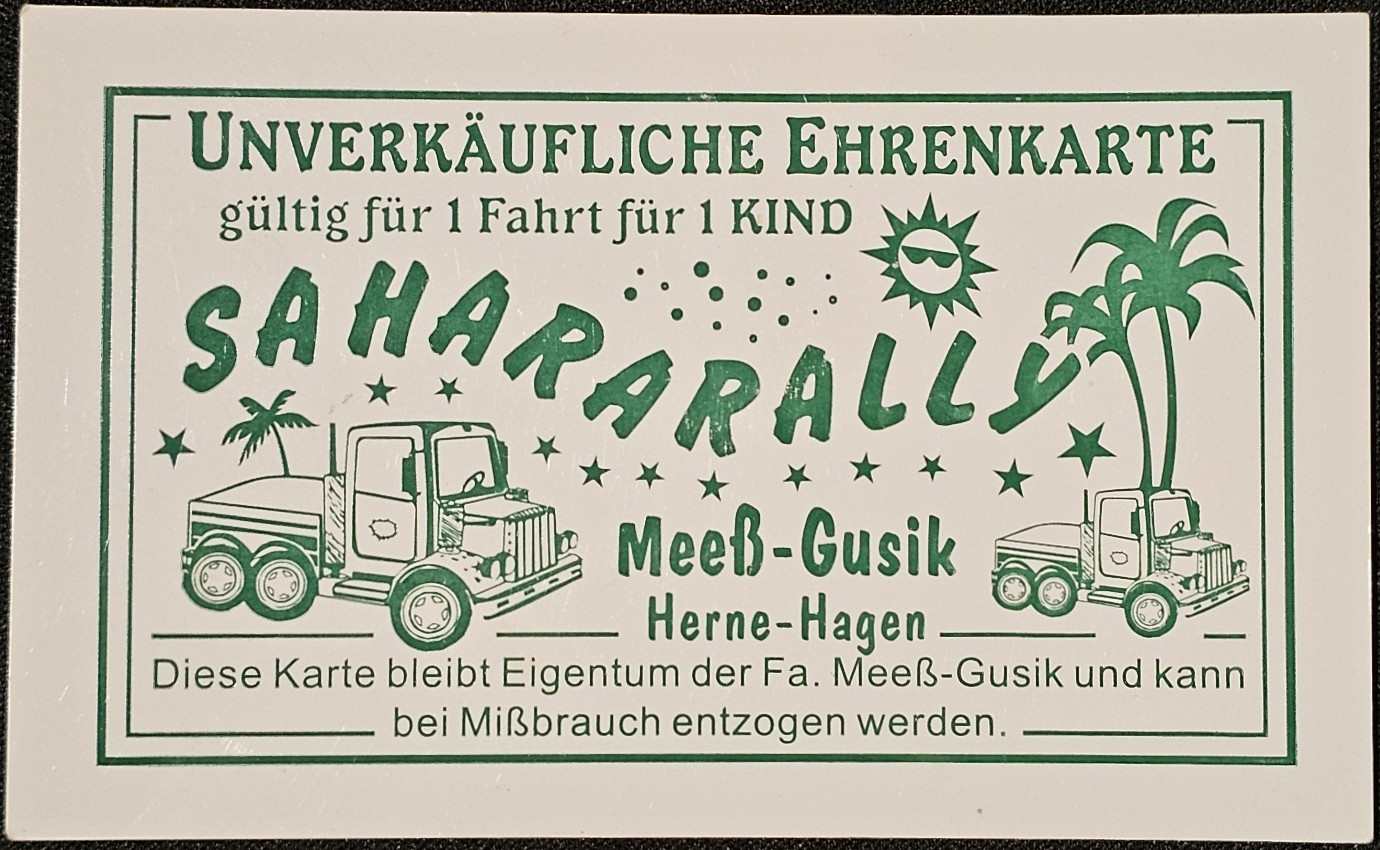 UNVERKÄUFLICHE EHRENKARTE
gültig für 1 Fahrt für 1 KIND
SAHARARALLY
Meeß-Gusik
Herne-Hagen
Diese Karte bleibt Eigentum der Fa. Meeß-Gusik und kann
bei Mißbrauch entzogen werden.